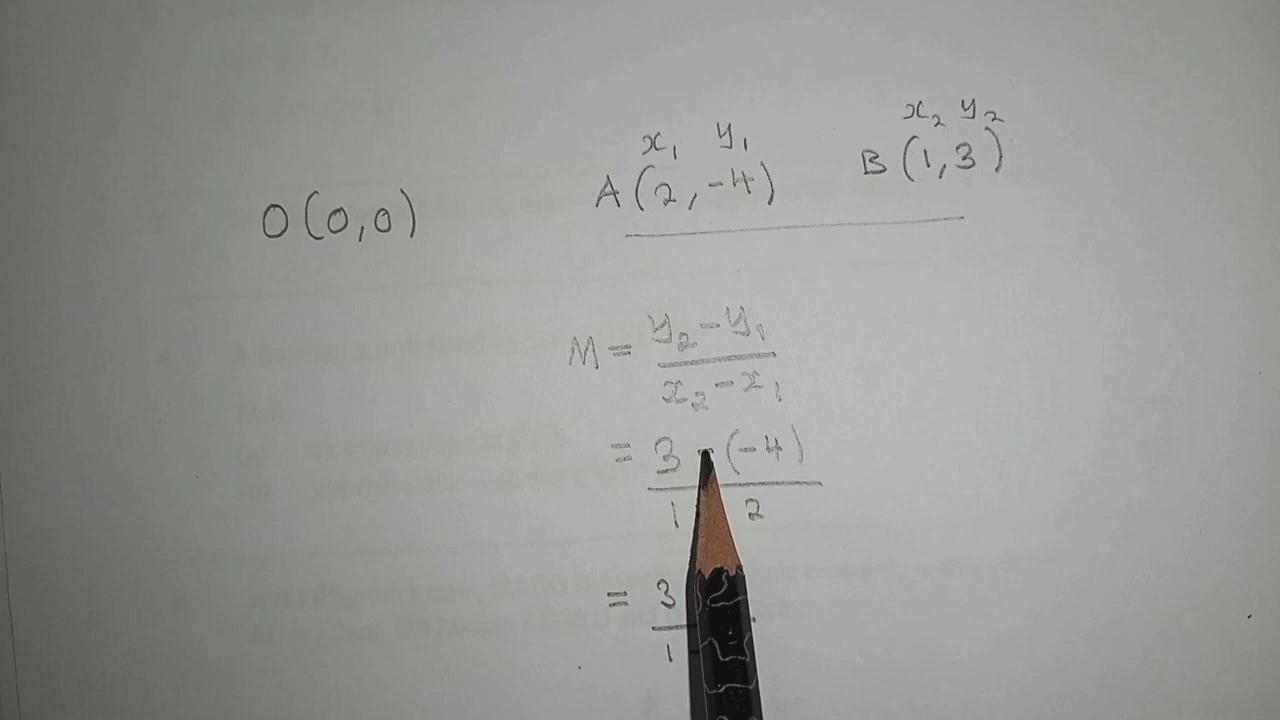 x₁ y₁ x₂ y₂
O(0,0) A(2,-4) B(1,3)
M = y₂-y₁
x₂-x₁
= 3 - (-4)
1 2
= 3
1